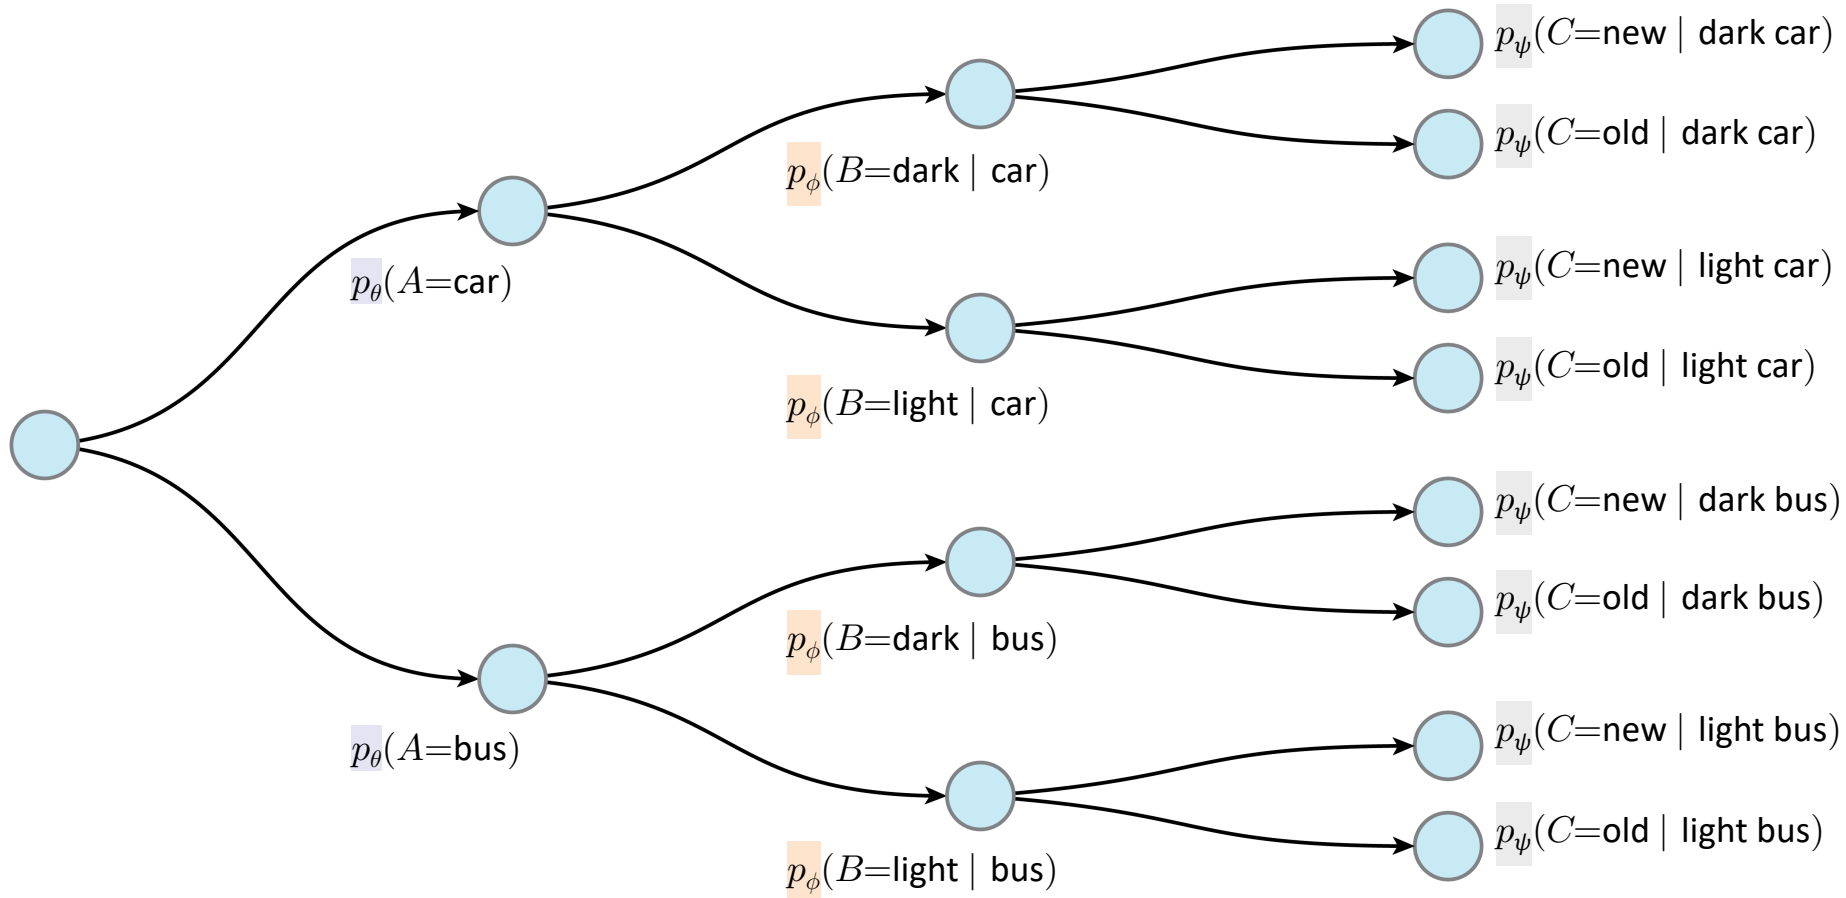 p_ψ(C=new | dark car)
p_ψ(C=old | dark car)
p_ϕ(B=dark | car)
p_θ(A=car)
p_ψ(C=new | light car)
p_ψ(C=old | light car)
p_ϕ(B=light | car)
p_ψ(C=new | dark bus)
p_ψ(C=old | dark bus)
p_ϕ(B=dark | bus)
p_θ(A=bus)
p_ψ(C=new | light bus)
p_ψ(C=old | light bus)
p_ϕ(B=light | bus)